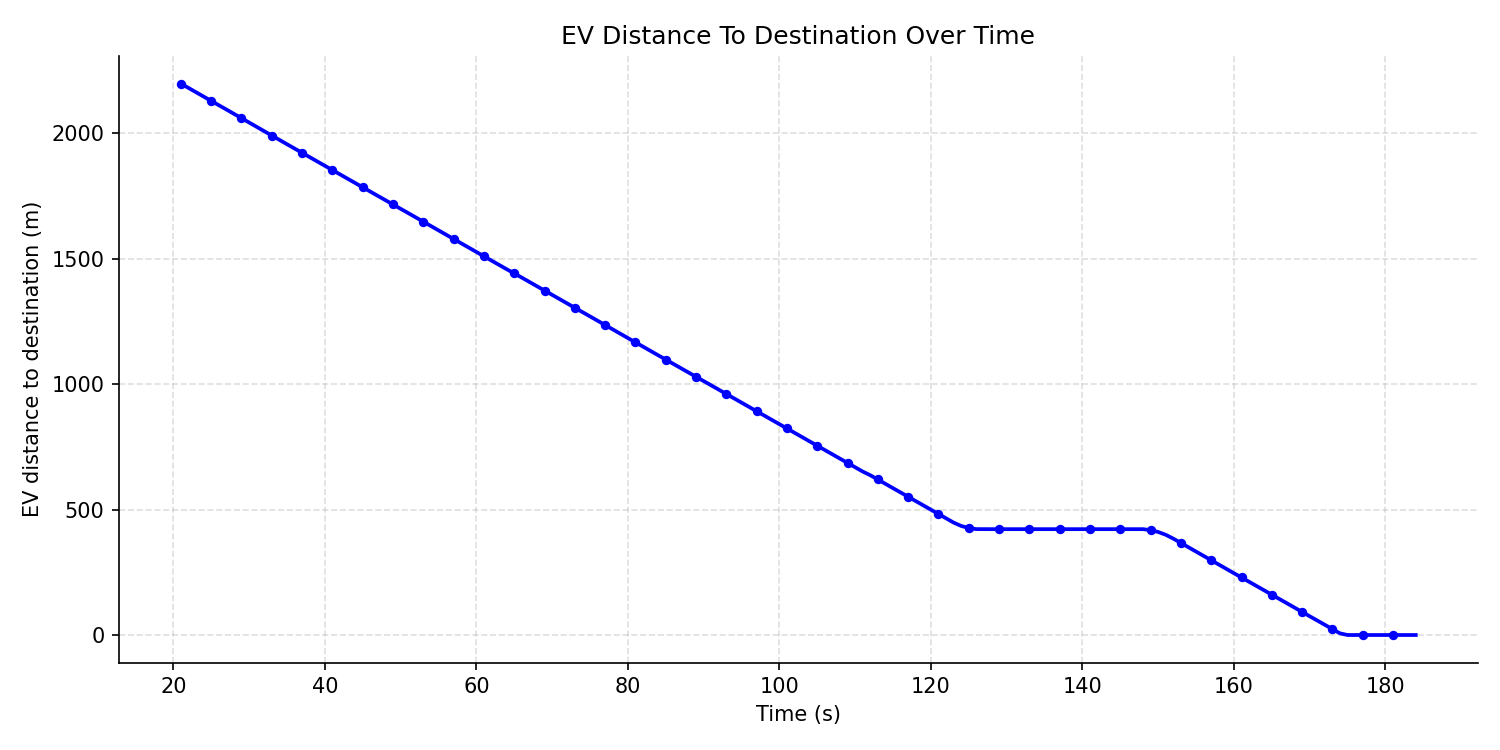 EV Distance To Destination Over Time
EV distance to destination (m)
2000
1500
1000
500
0
20 40 60 80 100 120 140 160 180
Time (s)